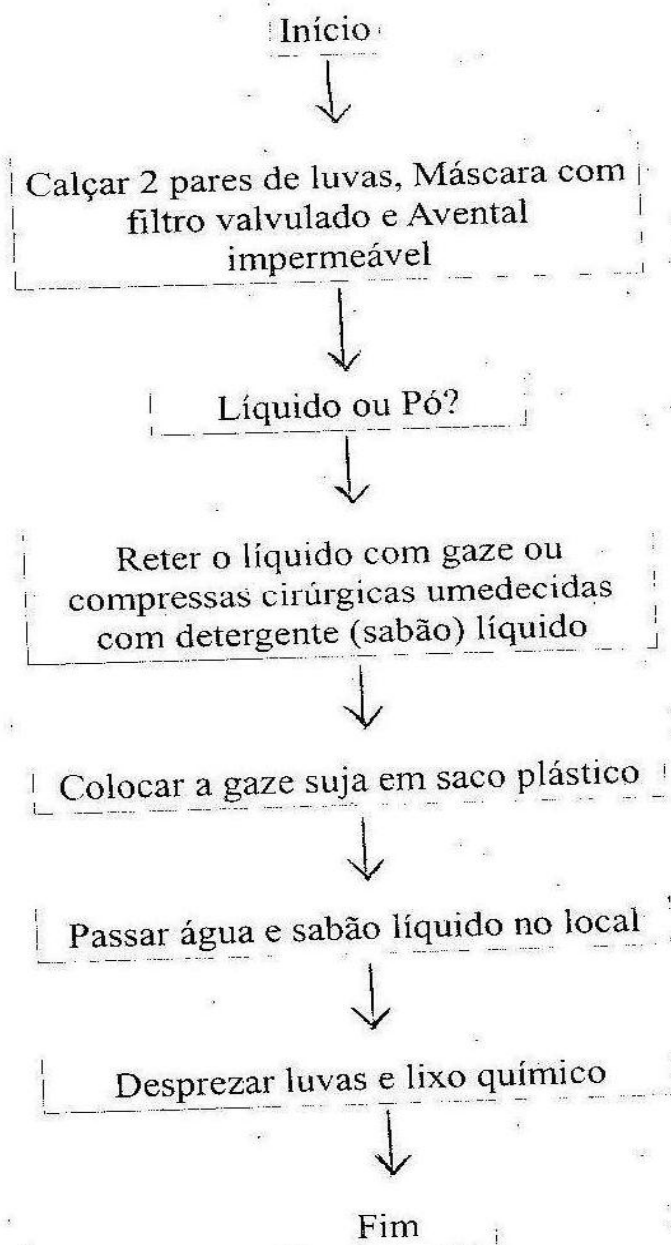 Início
Calçar 2 pares de luvas, Máscara com
filtro valvulado e Avental
impermeável
Líquido ou Pó?
Reter o líquido com gaze ou
compressas cirúrgicas umedecidas
com detergente (sabão) líquido
Colocar a gaze suja em saco plástico
Passar água e sabão líquido no local
Desprezar luvas e lixo químico
Fim